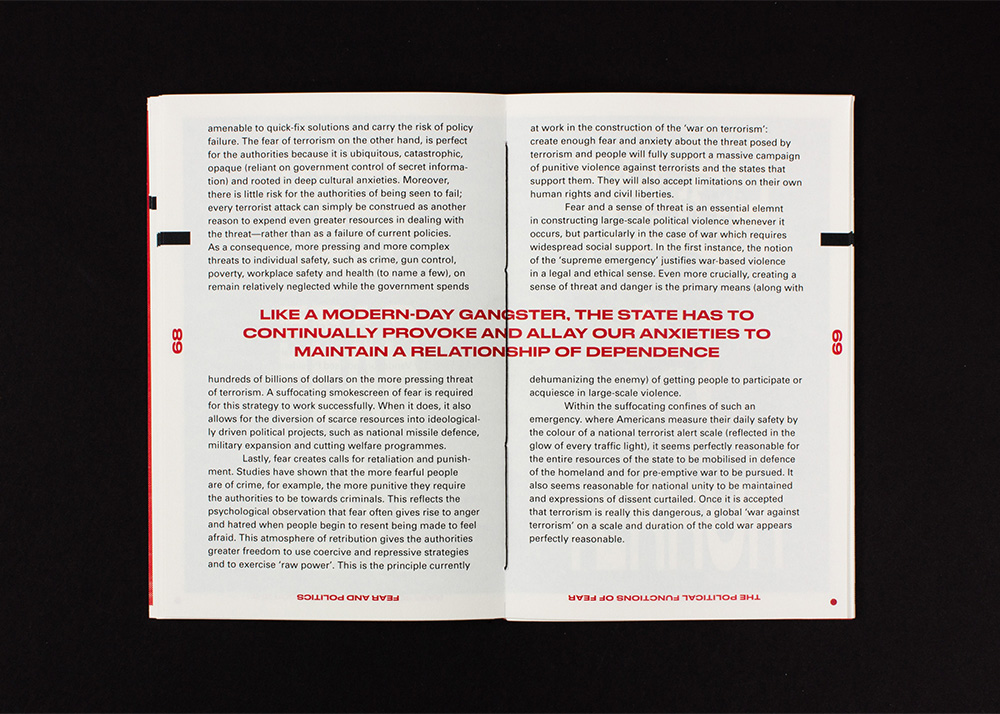 amenable to quick-fix solutions and carry the risk of policy
failure. The fear of terrorism on the other hand, is perfect
for the authorities because it is ubiquitous, catastrophic,
opaque (reliant on government control of secret informa-
tion) and rooted in deep cultural anxieties. Moreover,
there is little risk for the authorities of being seen to fail;
every terrorist attack can simply be construed as another
reason to expend even greater resources in dealing with
the threat—rather than as a failure of current policies.
As a consequence, more pressing and more complex
threats to individual safety, such as crime, gun control,
poverty, workplace safety and health (to name a few), on
remain relatively neglected while the government spends
LIKE A MODERN-DAY GANGSTER, THE STATE HAS TO
CONTINUALLY PROVOKE AND ALLAY OUR ANXIETIES TO
MAINTAIN A RELATIONSHIP OF DEPENDENCE
68
hundreds of billions of dollars on the more pressing threat
of terrorism. A suffocating smokescreen of fear is required
for this strategy to work successfully. When it does, it also
allows for the diversion of scarce resources into ideological-
ly driven political projects, such as national missile defence,
military expansion and cutting welfare programmes.
Lastly, fear creates calls for retaliation and punish-
ment. Studies have shown that the more fearful people
are of crime, for example, the more punitive they require
the authorities to be towards criminals. This reflects the
psychological observation that fear often gives rise to anger
and hatred when people begin to resent being made to feel
afraid. This atmosphere of retribution gives the authorities
greater freedom to use coercive and repressive strategies
and to exercise ‘raw power’. This is the principle currently
FEAR AND POLITICS
at work in the construction of the ‘war on terrorism’:
create enough fear and anxiety about the threat posed by
terrorism and people will fully support a massive campaign
of punitive violence against terrorists and the states that
support them. They will also accept limitations on their own
human rights and civil liberties.
Fear and a sense of threat is an essential elemnt
in constructing large-scale political violence whenever it
occurs, but particularly in the case of war which requires
widespread social support. In the first instance, the notion
of the ‘supreme emergency’ justifies war-based violence
in a legal and ethical sense. Even more crucially, creating a
sense of threat and danger is the primary means (along with
69
dehumanizing the enemy) of getting people to participate or
acquiesce in large-scale violence.
Within the suffocating confines of such an
emergency. where Americans measure their daily safety by
the colour of a national terrorist alert scale (reflected in the
glow of every traffic light), it seems perfectly reasonable for
the entire resources of the state to be mobilised in defence
of the homeland and for pre-emptive war to be pursued. It
also seems reasonable for national unity to be maintained
and expressions of dissent curtailed. Once it is accepted
that terrorism is really this dangerous, a global ‘war against
terrorism’ on a scale and duration of the cold war appears
perfectly reasonable.
THE POLITICAL FUNCTIONS OF FEAR